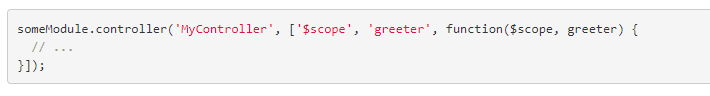 someModule.controller('MyController', ['$scope', 'greeter', function($scope, greeter) {
  // ...
}]);